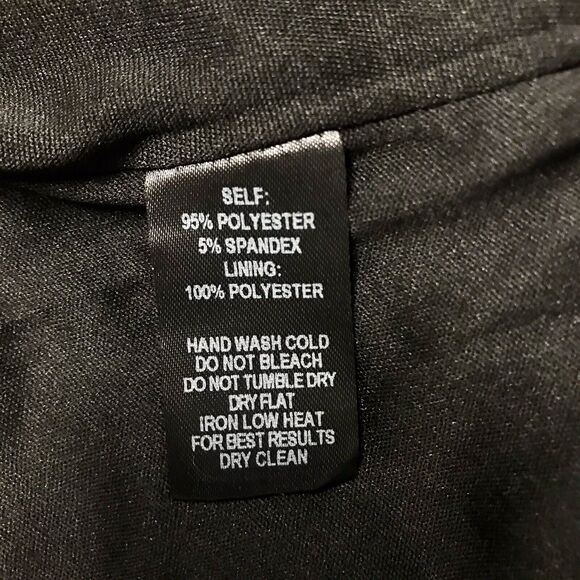 SELF:
95% POLYESTER
5% SPANDEX
LINING:
100% POLYESTER
HAND WASH COLD
DO NOT BLEACH
DO NOT TUMBLE DRY
DRY FLAT
IRON LOW HEAT
FOR BEST RESULTS
DRY CLEAN